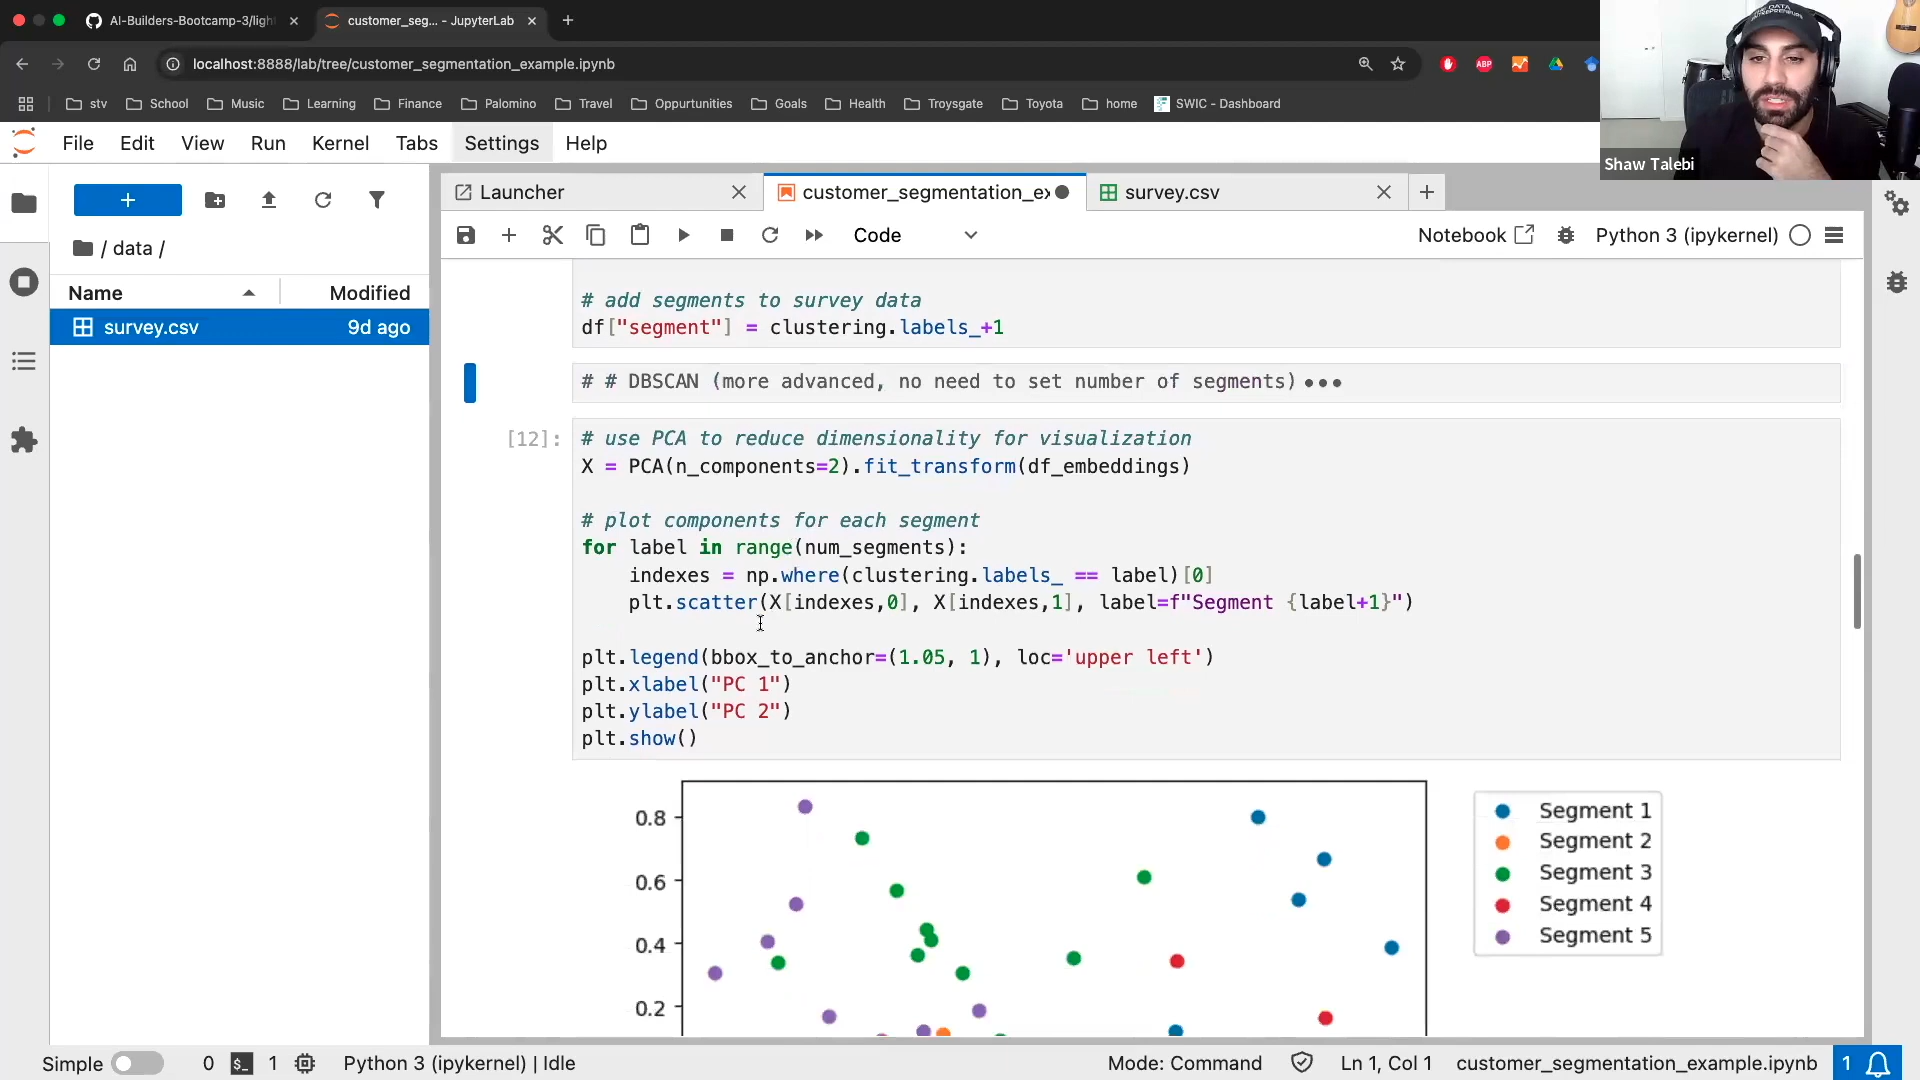 AI-Builders-Bootcamp-3/ligh
customer_seg... - JupyterLab
localhost:8888/lab/tree/customer_segmentation_example.ipynb
ABP
stv
School
Music
Learning
Finance
Palomino
Travel
Oppurtunities
Goals
Health
Troysgate
Toyota
home
SWIC - Dashboard
Shaw Talebi
File Edit View Run Kernel Tabs Settings Help
Launcher
customer_segmentation_ex
survey.csv
/ data /
Code
Notebook
Python 3 (ipykernel)
Name
Modified
survey.csv 9d ago
# add segments to survey data
df["segment"] = clustering.labels_+1
# # DBSCAN (more advanced, no need to set number of segments)
[12]:
# use PCA to reduce dimensionality for visualization
X = PCA(n_components=2).fit_transform(df_embeddings)
# plot components for each segment
for label in range(num_segments):
indexes = np.where(clustering.labels_ == label)[0]
plt.scatter(X[indexes,0], X[indexes,1], label=f"Segment {label+1}")
plt.legend(bbox_to_anchor=(1.05, 1), loc='upper left')
plt.xlabel("PC 1")
plt.ylabel("PC 2")
plt.show()
0.8
0.6
0.4
0.2
Segment 1
Segment 2
Segment 3
Segment 4
Segment 5
Simple
0
$_
1
Python 3 (ipykernel) | Idle
Mode: Command
Ln 1, Col 1
customer_segmentation_example.ipynb
1